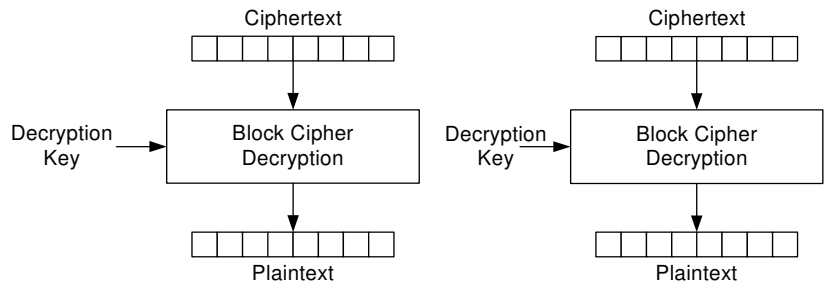 Ciphertext
Ciphertext
Decryption
Key
Block Cipher
Decryption
Decryption
Key
Block Cipher
Decryption
Plaintext
Plaintext